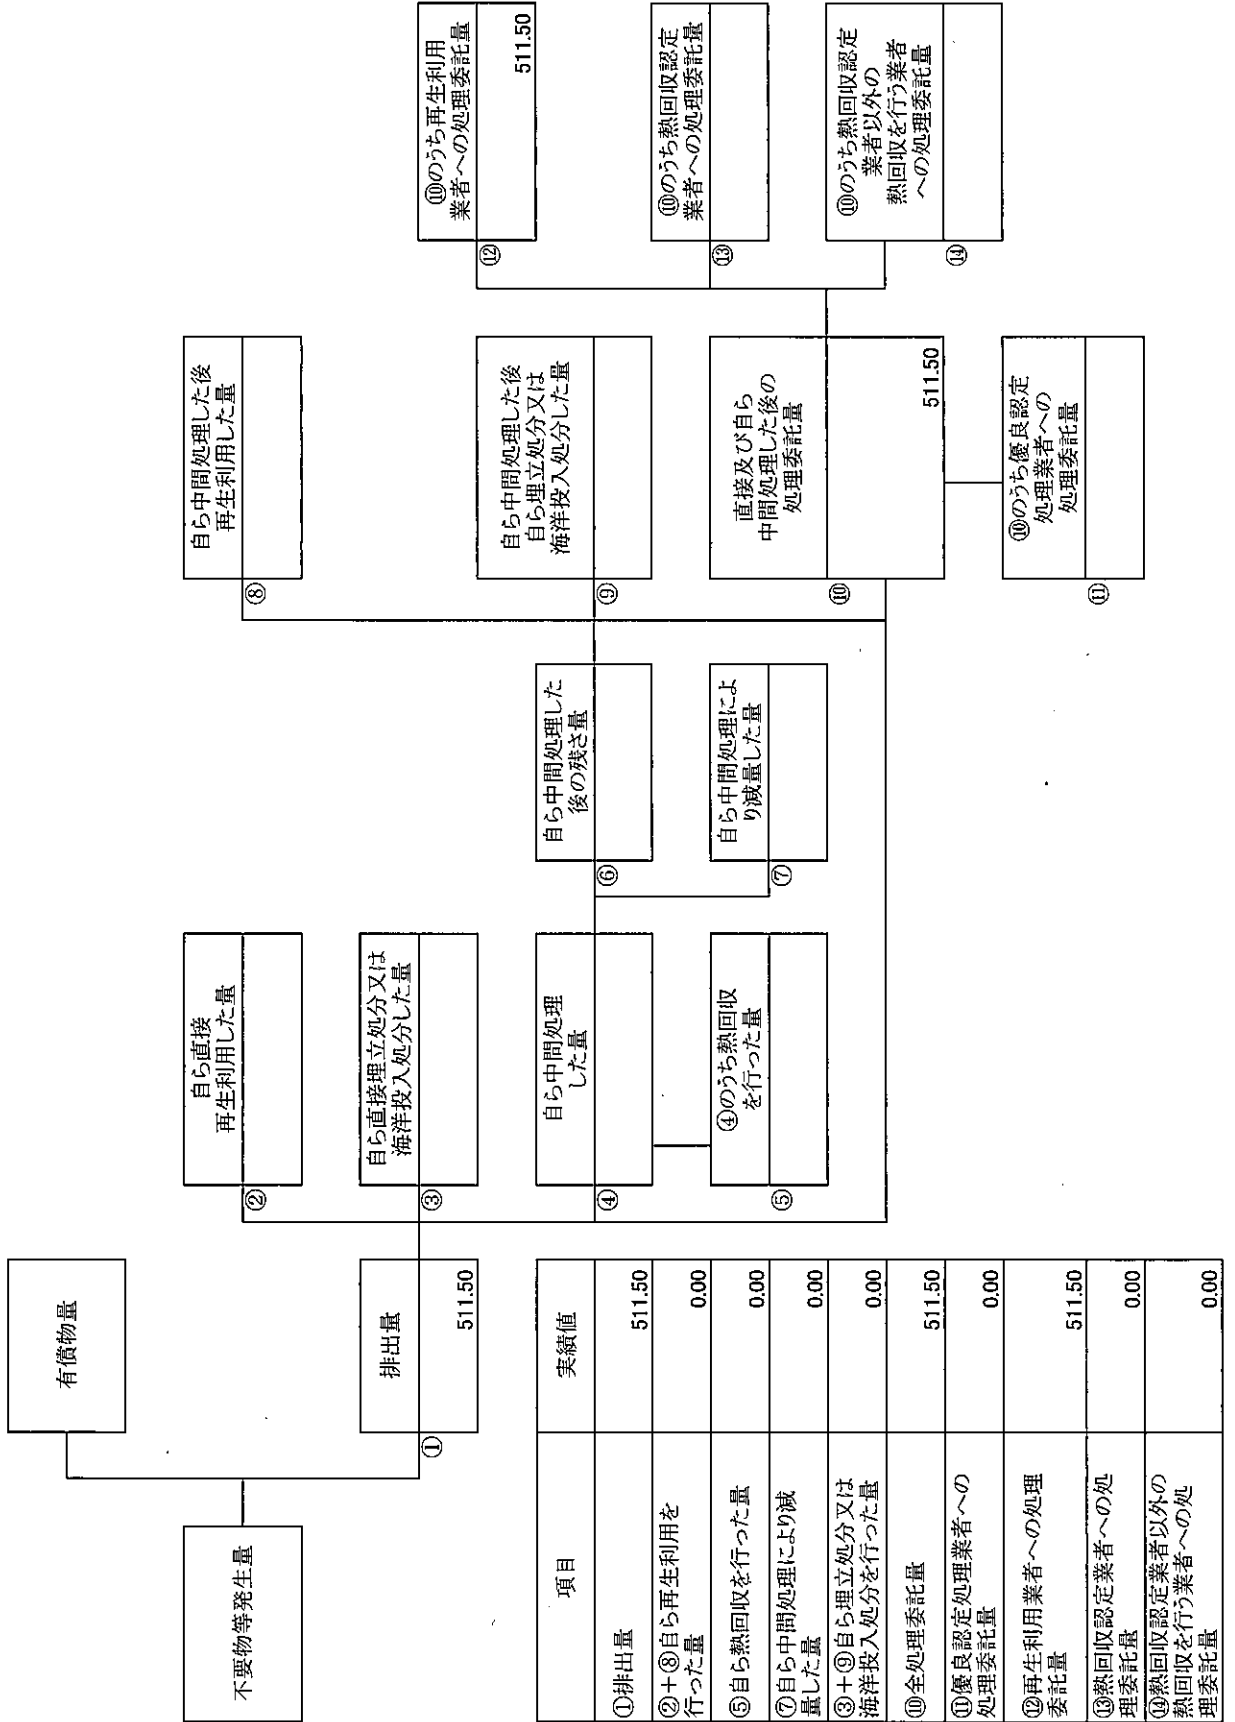 不要物等発生量
有償物量
①
排出量
511.50
②
自ら直接
再生利用した量
③
自ら直接埋立処分又は
海洋投入処分した量
④
自ら中間処理
した量
⑤
④のうち熱回収
を行った量
⑥
自ら中間処理した
後の残さ量
⑦
自ら中間処理によ
り減量した量
⑧
自ら中間処理した後
再生利用した量
⑨
自ら中間処理した後
自ら埋立処分又は
海洋投入処分した量
⑩
直接及び自ら
中間処理した後の
処理委託量
511.50
⑪
⑩のうち優良認定
処理業者への
処理委託量
⑫
⑩のうち再生利用
業者への処理委託量
511.50
⑬
⑩のうち熱回収認定
業者への処理委託量
⑭
⑩のうち熱回収認定
業者以外の
熱回収を行う業者
への処理委託量
項目
実績値
①排出量
511.50
②+⑧自ら再生利用を
行った量
0.00
⑤自ら熱回収を行った量
0.00
⑦自ら中間処理により減
量した量
0.00
③+⑨自ら埋立処分又は
海洋投入処分を行った量
0.00
⑩全処理委託量
511.50
⑪優良認定処理業者への
処理委託量
0.00
⑫再生利用業者への処理
委託量
511.50
⑬熱回収認定業者への処
理委託量
0.00
⑭熱回収認定業者以外の
熱回収を行う業者への処
理委託量
0.00